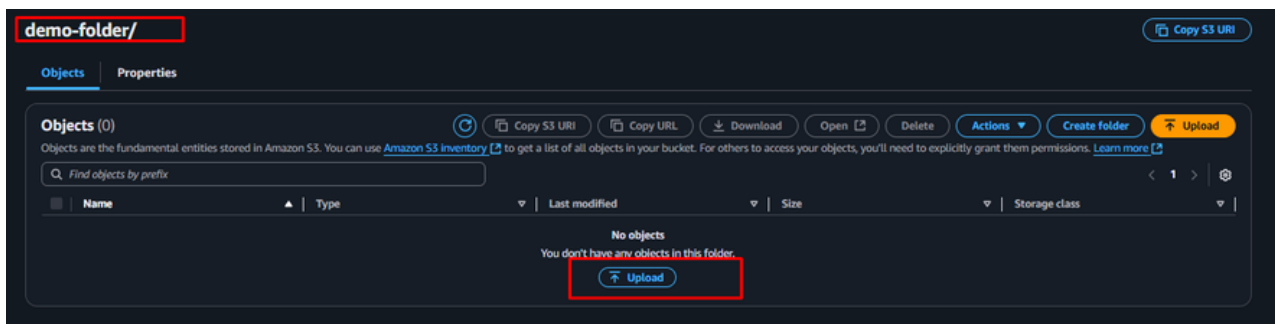 demo-folder/
Copy S3 URI
Objects
Properties
Objects (0)
Copy S3 URI
Copy URL
Download
Open
Delete
Actions
Create folder
Upload
Objects are the fundamental entities stored in Amazon S3. You can use Amazon S3 inventory to get a list of all objects in your bucket. For others to access your objects, you'll need to explicitly grant them permissions. Learn more
Find objects by prefix
1
Name
Type
Last modified
Size
Storage class
No objects
You don't have any objects in this folder.
Upload